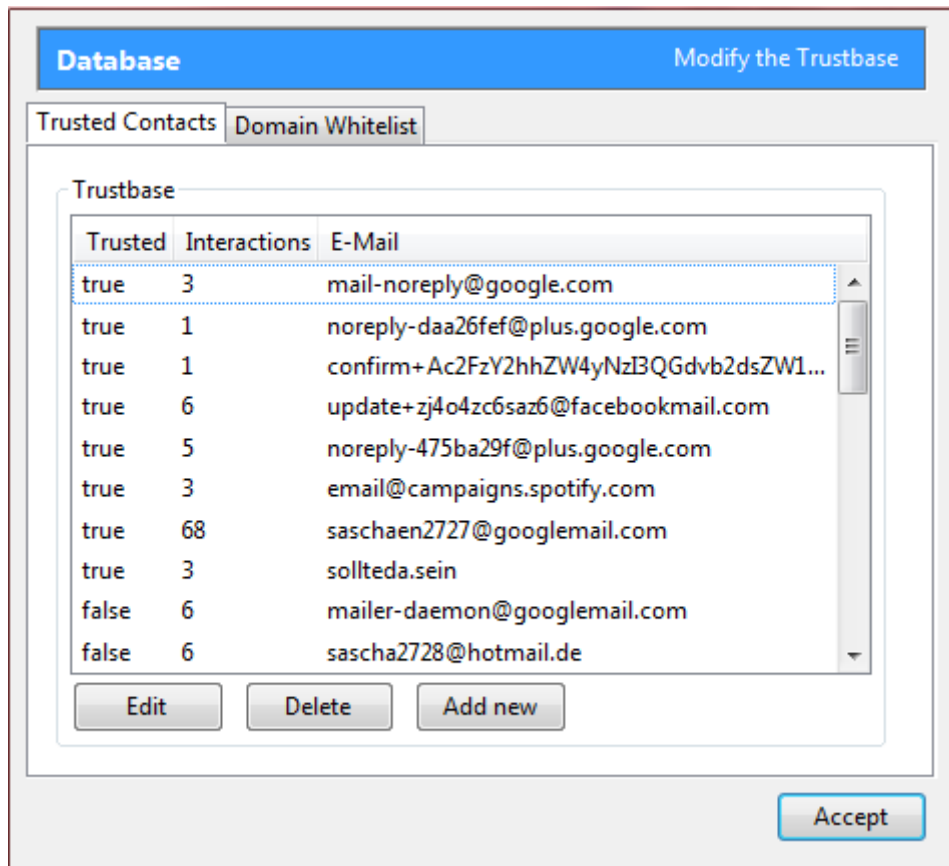 Database Modify the Trustbase
Trusted Contacts Domain Whitelist
Trustbase
Trusted Interactions E-Mail
true 3 mail-noreply@google.com
true 1 noreply-daa26fef@plus.google.com
true 1 confirm+Ac2FzY2hhZW4yNzI3QGdvb2dsZW1...
true 6 update+zj4o4zc6saz6@facebookmail.com
true 5 noreply-475ba29f@plus.google.com
true 3 email@campaigns.spotify.com
true 68 saschaen2727@googlemail.com
true 3 sollteda.sein
false 6 mailer-daemon@googlemail.com
false 6 sascha2728@hotmail.de
Edit Delete Add new
Accept